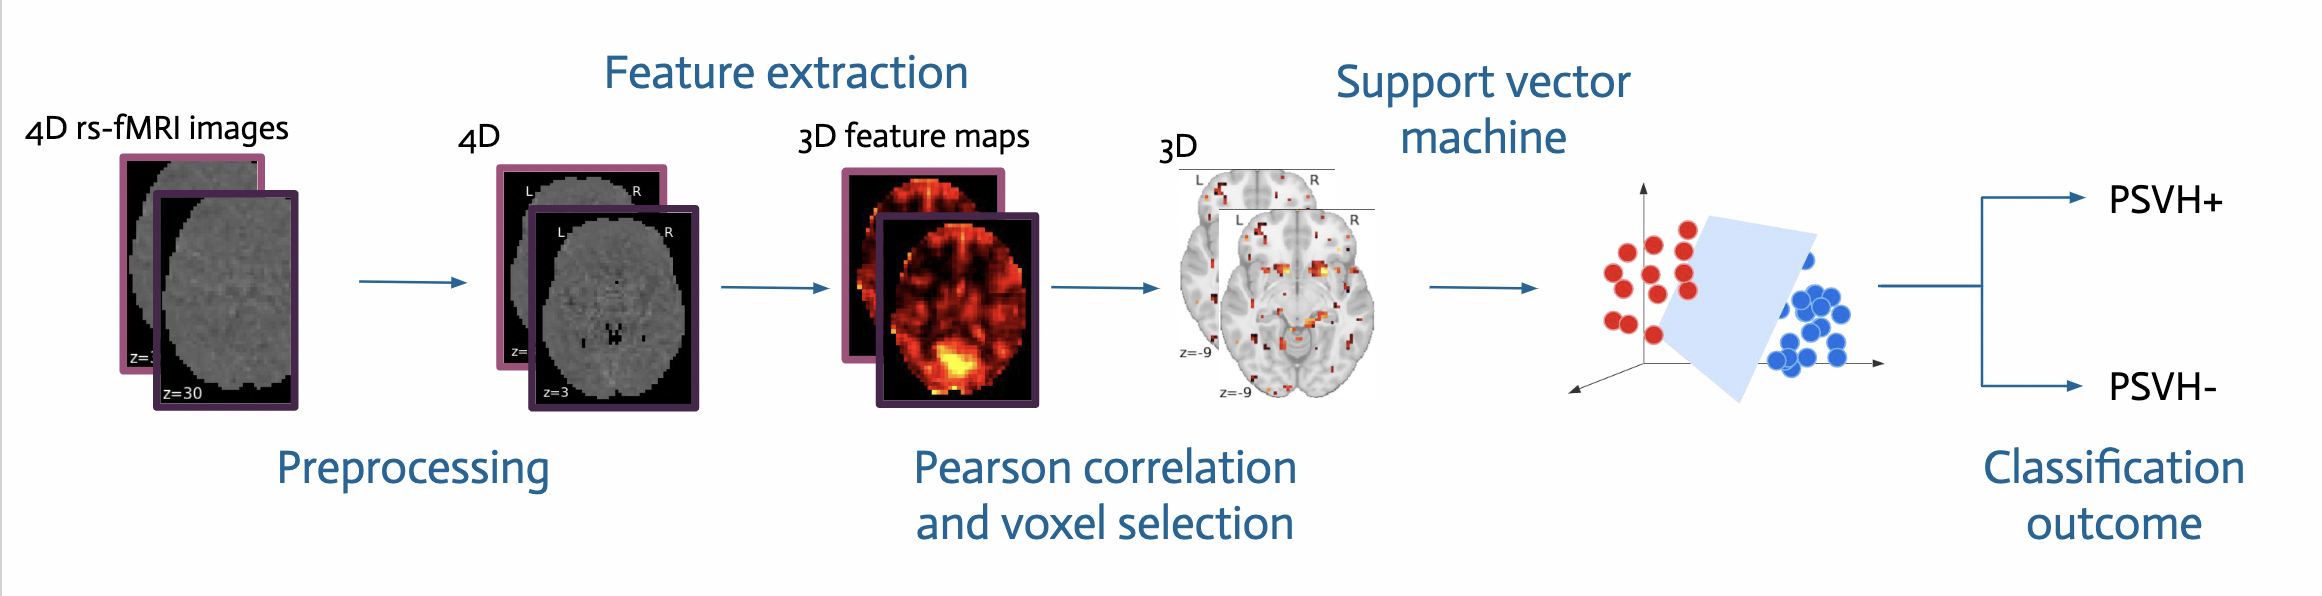 Feature extraction
Support vector
machine
4D rs-fMRI images
4D
3D feature maps
3D
L R
L R
L R
L R
z=3
z=30
z=
z=3
z=-9
z=-9
PSVH+
PSVH-
Preprocessing
Pearson correlation
and voxel selection
Classification
outcome